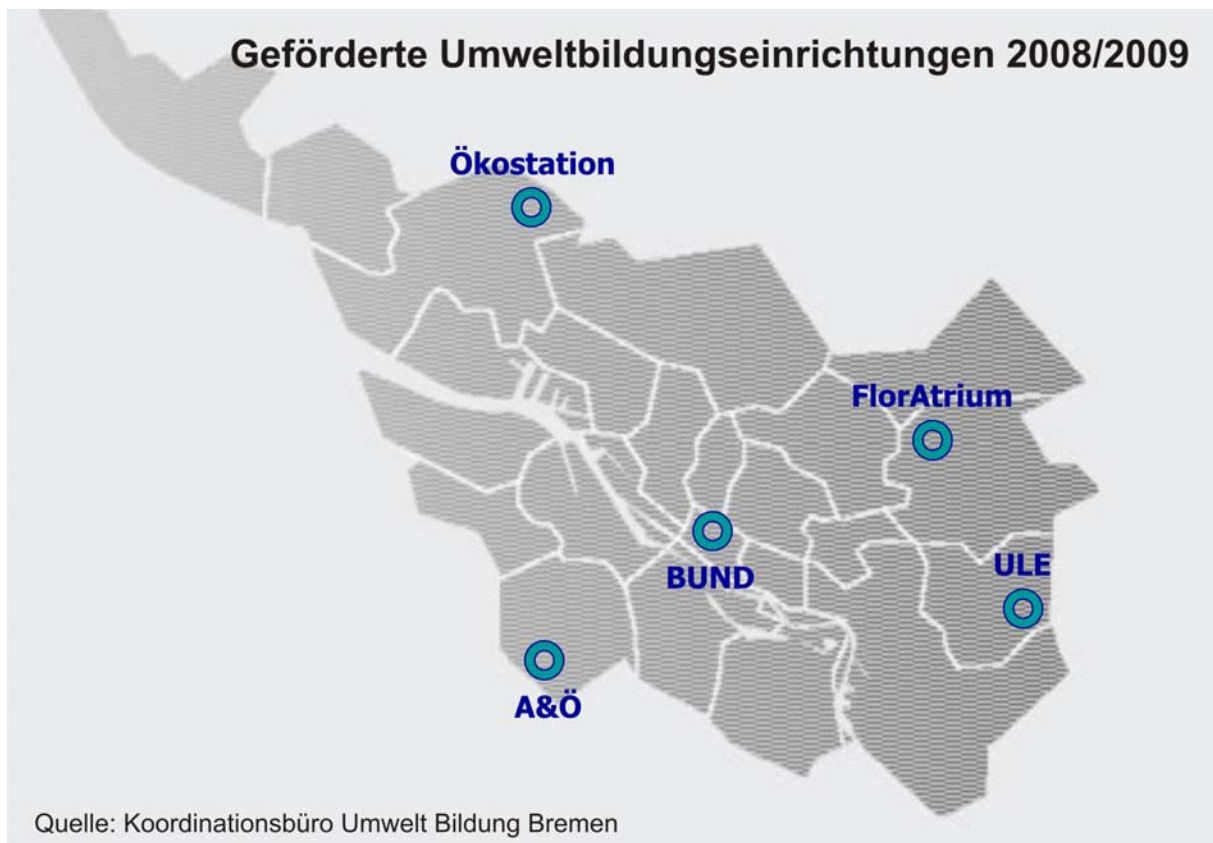 Geförderte Umweltbildungseinrichtungen 2008/2009
Ökostation
FlorAtrium
ULE
BUND
A&Ö
Quelle: Koordinationsbüro Umwelt Bildung Bremen